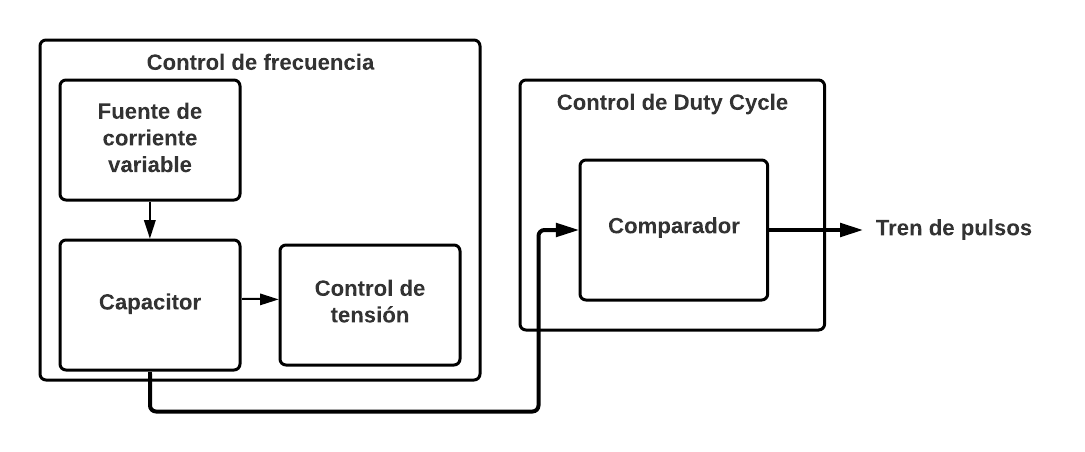 Control de frecuencia
Fuente de
corriente
variable
Capacitor
Control de
tensión
Control de Duty Cycle
Comparador
Tren de pulsos